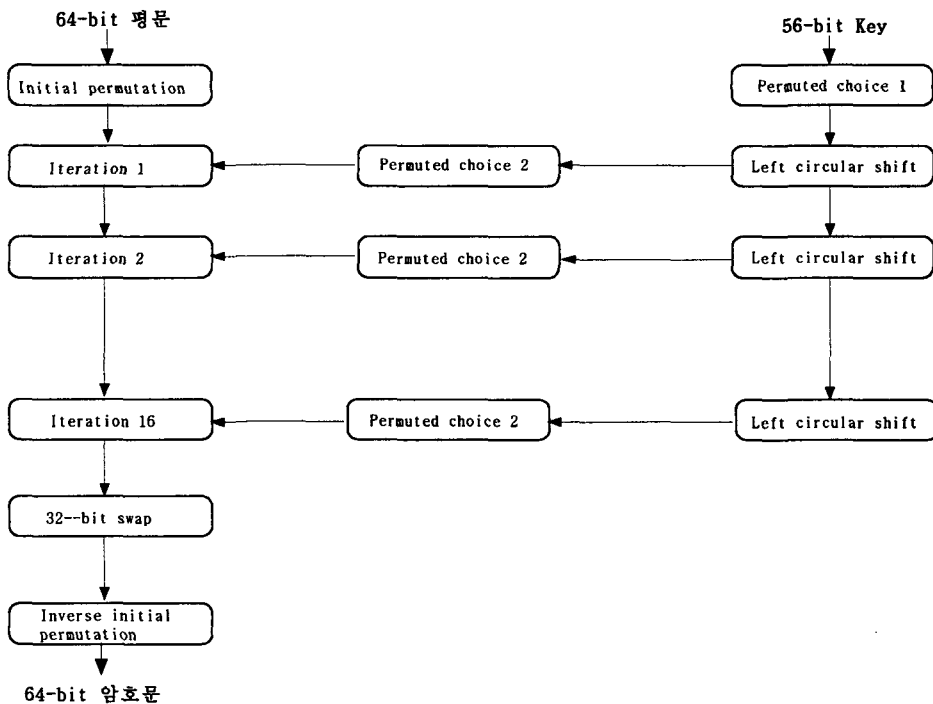 64-bit 평문
56-bit Key
Initial permutation
Permuted choice 1
Iteration 1
Permuted choice 2
Left circular shift
Iteration 2
Permuted choice 2
Left circular shift
Iteration 16
Permuted choice 2
Left circular shift
32--bit swap
Inverse initial
permutation
64-bit 암호문